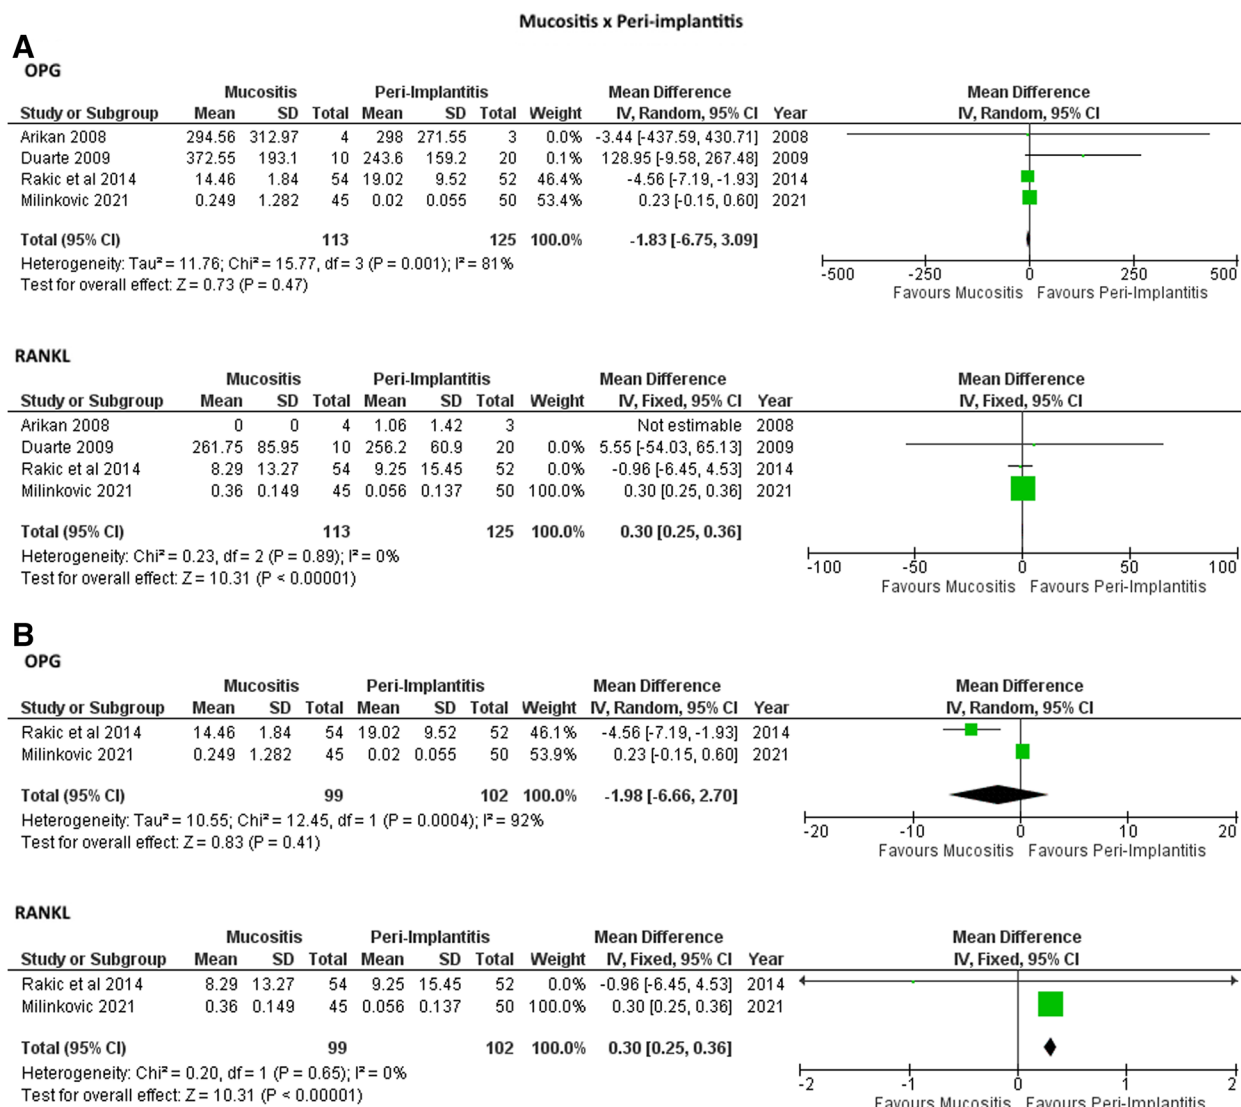 Mucositis x Peri-implantitis
A
OPG
Mucositis Peri-Implantitis Mean Difference Mean Difference
Study or Subgroup Mean SD Total Mean SD Total Weight IV, Random, 95% CI Year IV, Random, 95% CI
Arikan 2008 294.56 312.97 4 298 271.55 3 0.0% -3.44 [-437.59, 430.71] 2008
Duarte 2009 372.55 193.1 10 243.6 159.2 20 0.1% 128.95 [-9.58, 267.48] 2009
Rakic et al 2014 14.46 1.84 54 19.02 9.52 52 46.4% -4.56 [-7.19, -1.93] 2014
Milinkovic 2021 0.249 1.282 45 0.02 0.055 50 53.4% 0.23 [-0.15, 0.60] 2021
Total (95% CI) 113 125 100.0% -1.83 [-6.75, 3.09]
Heterogeneity: Tau² = 11.76; Chi² = 15.77, df = 3 (P = 0.001); I² = 81%
Test for overall effect: Z = 0.73 (P = 0.47)
-500 -250 0 250 500
Favours Mucositis Favours Peri-Implantitis
RANKL
Mucositis Peri-Implantitis Mean Difference Mean Difference
Study or Subgroup Mean SD Total Mean SD Total Weight IV, Fixed, 95% CI Year IV, Fixed, 95% CI
Arikan 2008 0 0 4 1.06 1.42 3 Not estimable 2008
Duarte 2009 261.75 85.95 10 256.2 60.9 20 0.0% 5.55 [-54.03, 65.13] 2009
Rakic et al 2014 8.29 13.27 54 9.25 15.45 52 0.0% -0.96 [-6.45, 4.53] 2014
Milinkovic 2021 0.36 0.149 45 0.056 0.137 50 100.0% 0.30 [0.25, 0.36] 2021
Total (95% CI) 113 125 100.0% 0.30 [0.25, 0.36]
Heterogeneity: Chi² = 0.23, df = 2 (P = 0.89); I² = 0%
Test for overall effect: Z = 10.31 (P < 0.00001)
-100 -50 0 50 100
Favours Mucositis Favours Peri-Implantitis
B
OPG
Mucositis Peri-Implantitis Mean Difference Mean Difference
Study or Subgroup Mean SD Total Mean SD Total Weight IV, Random, 95% CI Year IV, Random, 95% CI
Rakic et al 2014 14.46 1.84 54 19.02 9.52 52 46.1% -4.56 [-7.19, -1.93] 2014
Milinkovic 2021 0.249 1.282 45 0.02 0.055 50 53.9% 0.23 [-0.15, 0.60] 2021
Total (95% CI) 99 102 100.0% -1.98 [-6.66, 2.70]
Heterogeneity: Tau² = 10.55; Chi² = 12.45, df = 1 (P = 0.0004); I² = 92%
Test for overall effect: Z = 0.83 (P = 0.41)
-20 -10 0 10 20
Favours Mucositis Favours Peri-Implantitis
RANKL
Mucositis Peri-Implantitis Mean Difference Mean Difference
Study or Subgroup Mean SD Total Mean SD Total Weight IV, Fixed, 95% CI Year IV, Fixed, 95% CI
Rakic et al 2014 8.29 13.27 54 9.25 15.45 52 0.0% -0.96 [-6.45, 4.53] 2014
Milinkovic 2021 0.36 0.149 45 0.056 0.137 50 100.0% 0.30 [0.25, 0.36] 2021
Total (95% CI) 99 102 100.0% 0.30 [0.25, 0.36]
Heterogeneity: Chi² = 0.20, df = 1 (P = 0.65); I² = 0%
Test for overall effect: Z = 10.31 (P < 0.00001)
-2 -1 0 1 2
Favours Mucositis Favours Peri-Implantitis